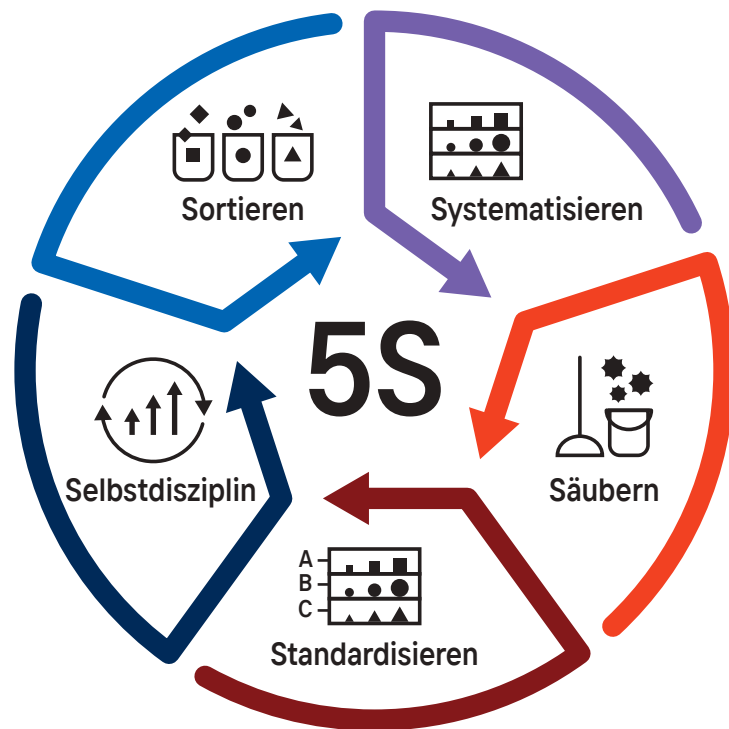 Sortieren
Systematisieren
5S
Selbstdisziplin
Säubern
A
B
C
Standardisieren